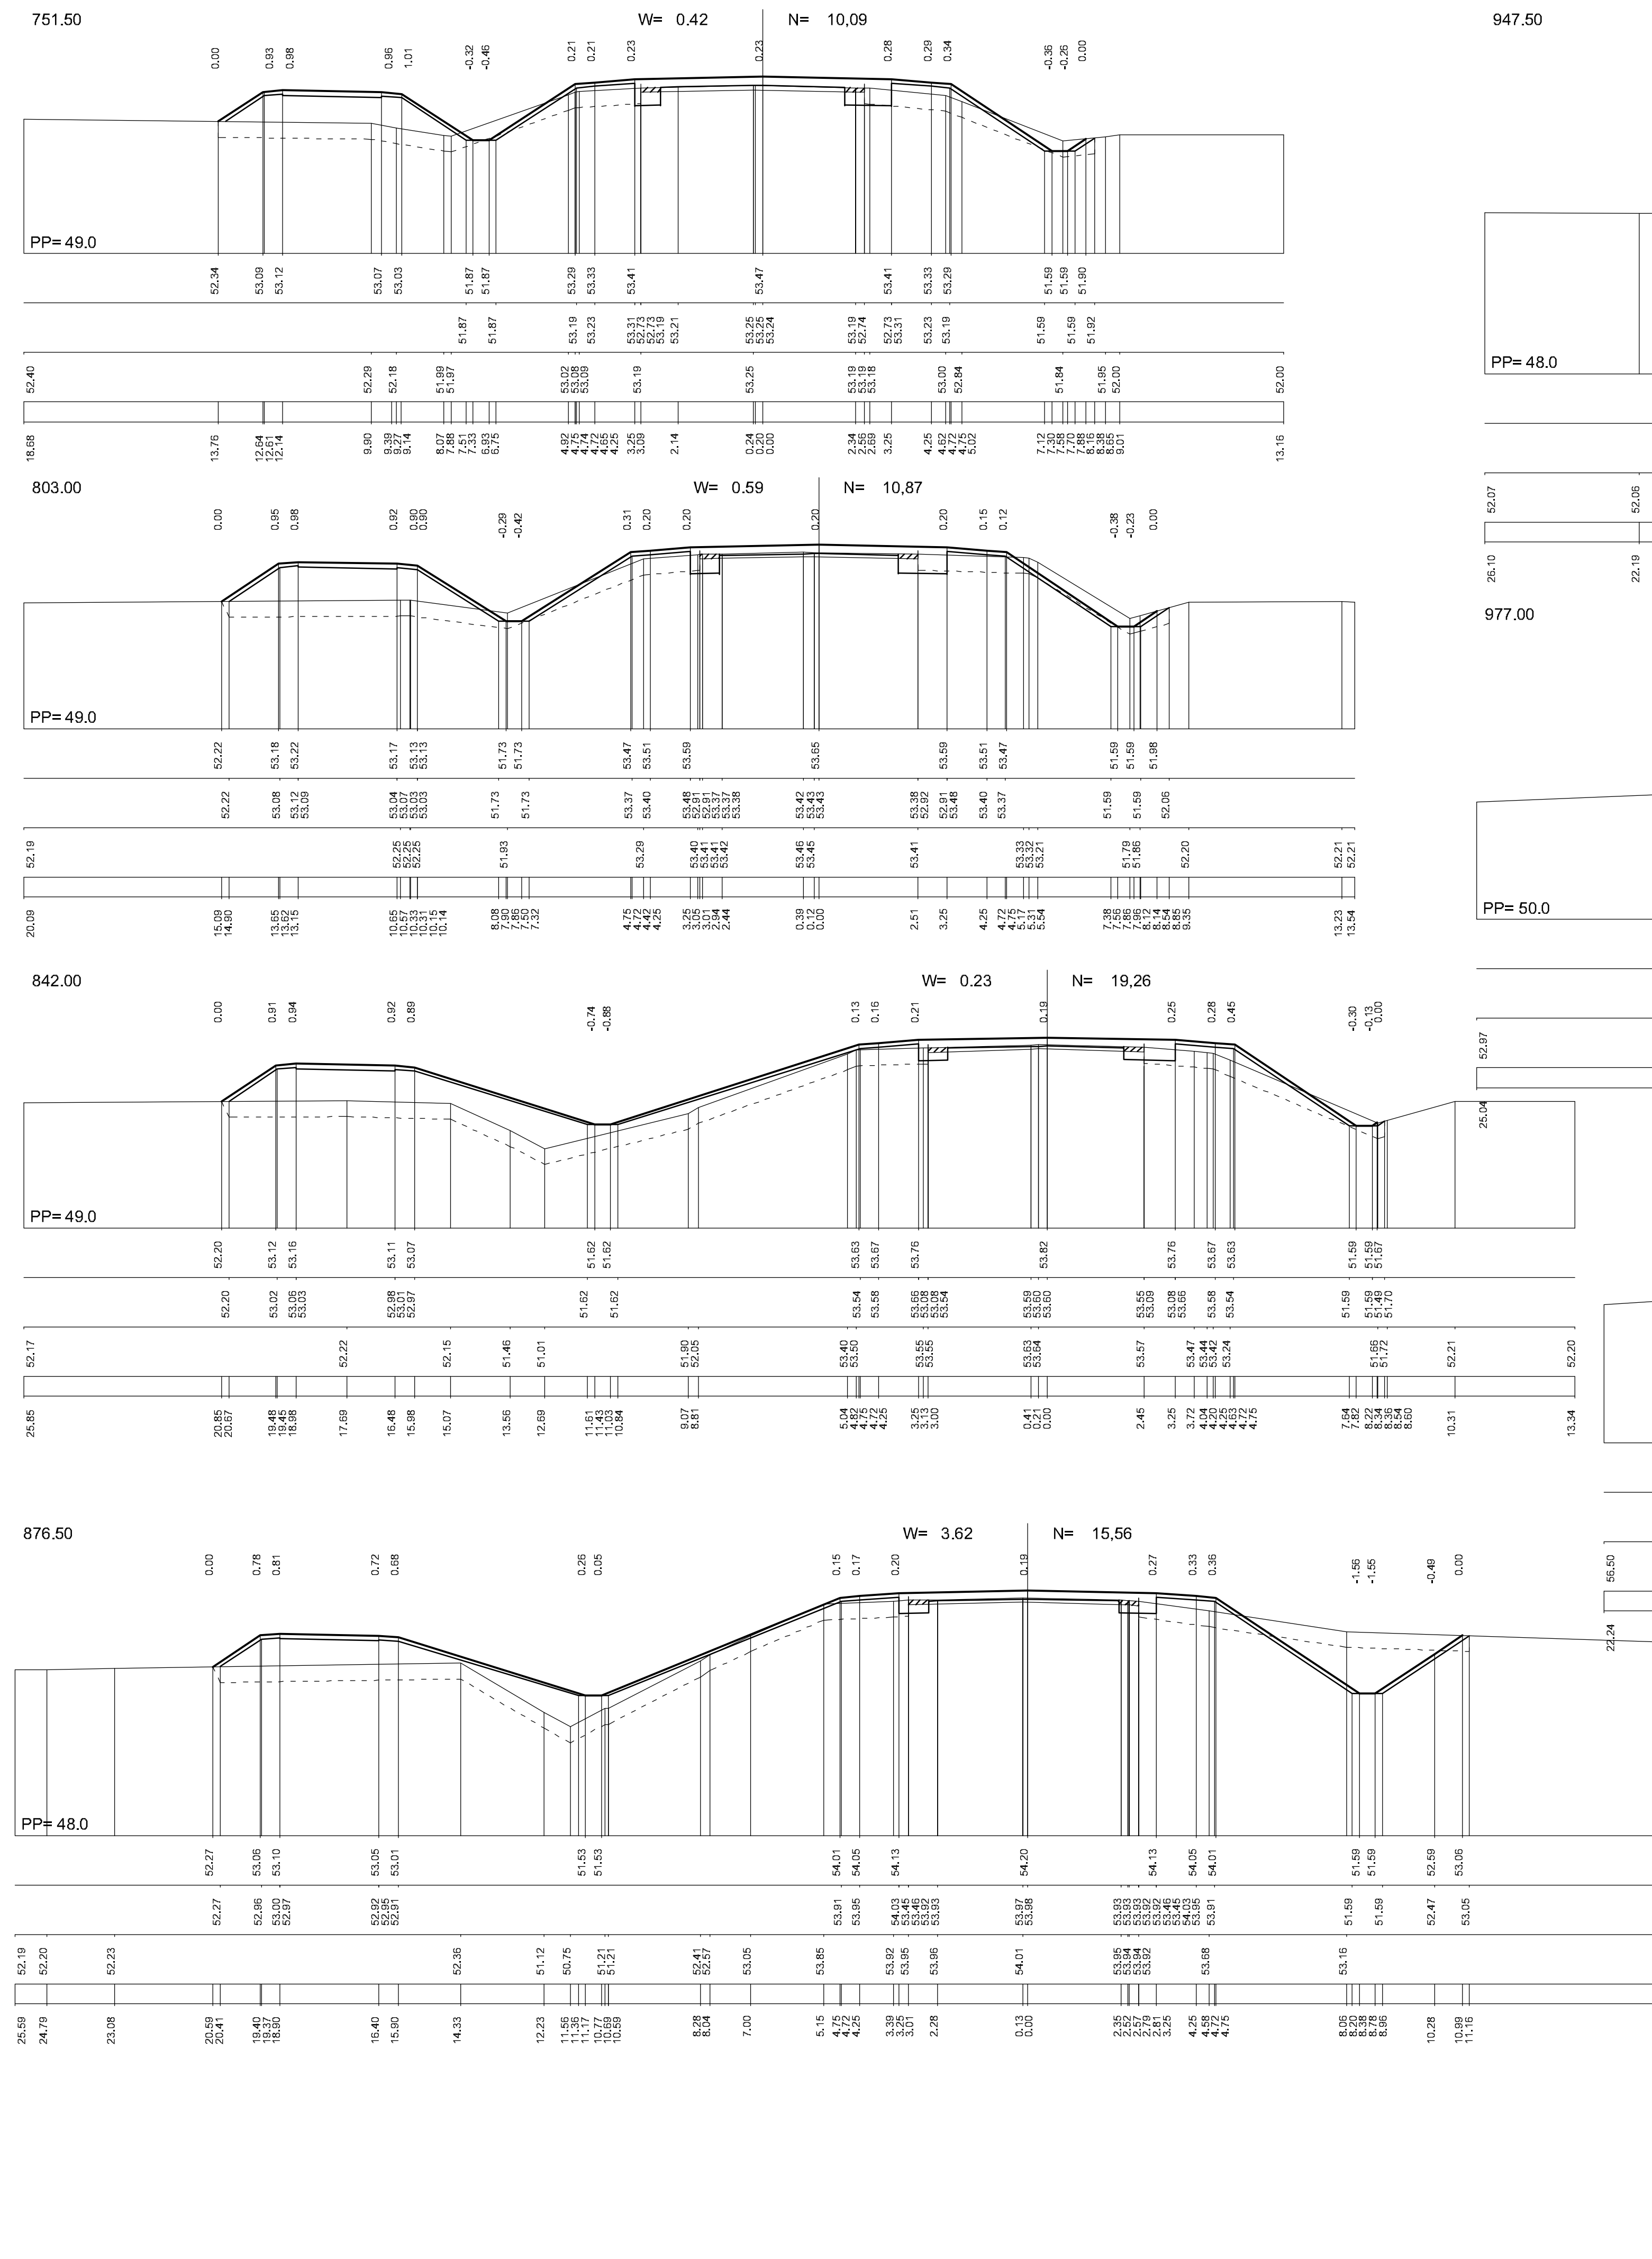 751.50
W= 0.42 N= 10,09
0.00 0.93 0.98 0.96 1.01 -0.32 -0.46 0.21 0.21 0.23 0.23 0.28 0.29 0.34 -0.36 -0.26 0.00
PP= 49.0
52.34 53.09 53.12 53.07 53.03 51.87 51.87 53.29 53.33 53.41 53.47 53.41 53.33 53.29 51.59 51.59 51.90
51.87 51.87 53.19 53.23 53.31 52.73 52.73 53.19 53.21 53.25 53.25 53.24 53.19 52.74 52.73 53.31 53.23 53.19 51.59 51.59 51.92
52.40 52.29 52.18 51.99 51.97 53.02 53.08 53.09 53.19 53.25 53.19 53.19 53.18 53.00 52.84 51.84 51.95 52.00 52.00
18.68 13.76 12.64 12.61 12.14 9.90 9.39 9.27 9.14 8.07 7.88 7.51 7.33 6.93 6.75 4.92 4.75 4.74 4.72 4.65 4.25 3.25 3.09 2.14 0.24 0.20 0.00 2.34 2.56 2.69 3.25 4.25 4.62 4.72 4.75 5.02 7.12 7.30 7.58 7.70 7.88 8.16 8.38 8.65 9.01 13.16
803.00
W= 0.59 N= 10,87
0.00 0.95 0.98 0.92 0.90 0.90 -0.29 -0.42 0.31 0.20 0.20 0.20 0.20 0.15 0.12 -0.38 -0.23 0.00
PP= 49.0
52.22 53.18 53.22 53.17 53.13 53.13 51.73 51.73 53.47 53.51 53.59 53.65 53.59 53.51 53.47 51.59 51.59 51.98
52.22 53.08 53.12 53.09 53.04 53.07 53.03 53.03 51.73 51.73 53.37 53.40 53.48 52.91 52.91 53.37 53.37 53.38 53.42 53.43 53.43 53.38 52.92 52.91 53.48 53.40 53.37 51.59 51.59 52.06
52.19 52.25 52.25 52.25 51.93 53.29 53.40 53.41 53.41 53.42 53.46 53.45 53.41 53.33 53.32 53.21 51.79 51.86 52.20 52.21 52.21
20.09 15.09 14.90 13.65 13.62 13.15 10.65 10.57 10.33 10.31 10.15 10.14 8.08 7.90 7.86 7.50 7.32 4.75 4.72 4.42 4.25 3.25 3.05 3.01 2.94 2.44 0.39 0.12 0.00 2.51 3.25 4.25 4.72 4.75 5.17 5.31 5.54 7.38 7.56 7.86 7.96 8.12 8.14 8.54 8.85 9.35 13.23 13.54
842.00
W= 0.23 N= 19,26
0.00 0.91 0.94 0.92 0.89 -0.74 -0.88 0.13 0.16 0.21 0.19 0.25 0.28 0.45 -0.30 -0.13 0.00
PP= 49.0
52.20 53.12 53.16 53.11 53.07 51.62 51.62 53.63 53.67 53.76 53.82 53.76 53.67 53.63 51.59 51.59 51.67
52.20 53.02 53.06 53.03 52.98 53.01 52.97 51.62 51.62 53.54 53.58 53.66 53.08 53.08 53.54 53.59 53.60 53.60 53.55 53.09 53.08 53.66 53.58 53.54 51.59 51.59 51.49 51.70
52.17 52.22 52.15 51.46 51.01 51.90 52.05 53.40 53.50 53.55 53.55 53.63 53.64 53.57 53.47 53.44 53.42 53.24 51.66 51.72 52.21 52.20
25.85 20.85 20.67 19.48 19.45 18.98 17.69 16.48 15.98 15.07 13.56 12.69 11.61 11.43 11.03 10.84 9.07 8.81 5.04 4.82 4.75 4.72 4.25 3.25 3.13 3.00 0.41 0.21 0.00 2.45 3.25 3.72 4.04 4.20 4.25 4.63 4.72 4.75 7.64 7.82 8.22 8.34 8.36 8.54 8.60 10.31 13.34
876.50
W= 3.62 N= 15,56
0.00 0.78 0.81 0.72 0.68 0.26 0.05 0.15 0.17 0.20 0.19 0.27 0.33 0.36 -1.56 -1.55 -0.49 0.00
PP= 48.0
52.27 53.06 53.10 53.05 53.01 51.53 51.53 54.01 54.05 54.13 54.20 54.13 54.05 54.01 51.59 51.59 52.59 53.06
52.27 52.96 53.00 52.97 52.92 52.95 52.91 53.91 53.95 54.03 53.45 53.46 53.92 53.93 53.97 53.98 53.93 53.93 53.93 53.92 53.92 53.46 53.45 54.03 53.95 53.91 51.59 51.59 52.47 53.05
52.19 52.20 52.23 52.36 51.12 50.75 51.21 51.21 52.41 52.57 53.05 53.85 53.92 53.95 53.96 54.01 53.95 53.94 53.94 53.92 53.68 53.16
25.59 24.79 23.08 20.59 20.41 19.40 19.37 18.90 16.40 15.90 14.33 12.23 11.56 11.36 11.17 10.77 10.69 10.59 8.28 8.04 7.00 5.15 4.75 4.72 4.25 3.39 3.25 3.01 2.28 0.13 0.00 2.35 2.52 2.57 2.79 2.81 3.25 4.25 4.58 4.72 4.75 8.06 8.20 8.38 8.78 8.96 10.28 10.99 11.16
947.50
PP= 48.0
52.07 52.06
26.10 22.19
977.00
PP= 50.0
52.97
25.04
56.50
22.24